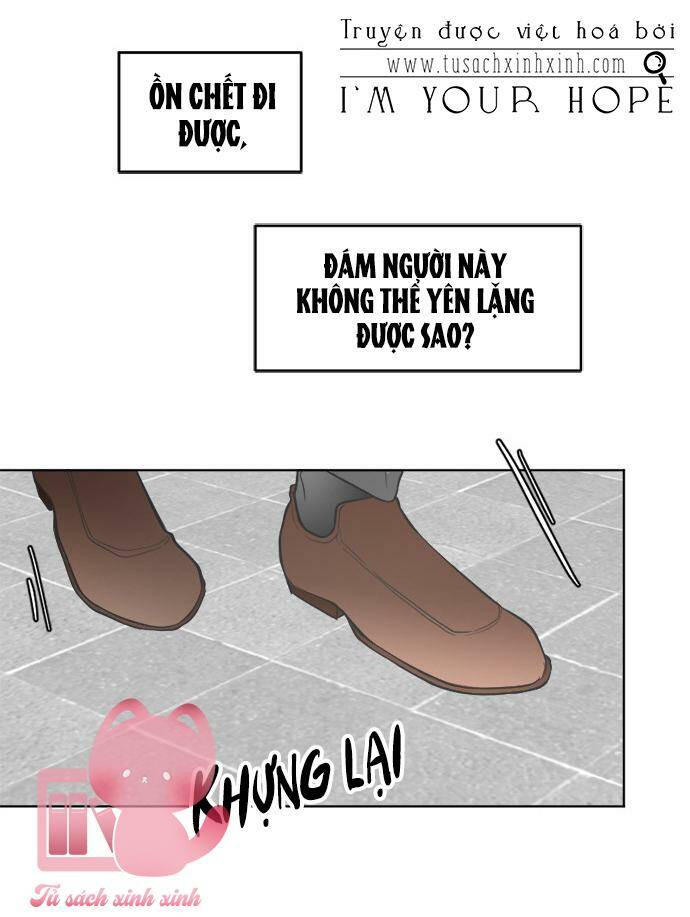 Truyện được việt hoá bởi
www.tusachxinhxinh.com
I'M YOUR HOPE
ỒN CHẾT ĐI
ĐƯỢC,
ĐÁM NGƯỜI NÀY
KHÔNG THỂ YÊN LẶNG
ĐƯỢC SAO?
KHỰNG LẠI
Tủ sách xinh xinh